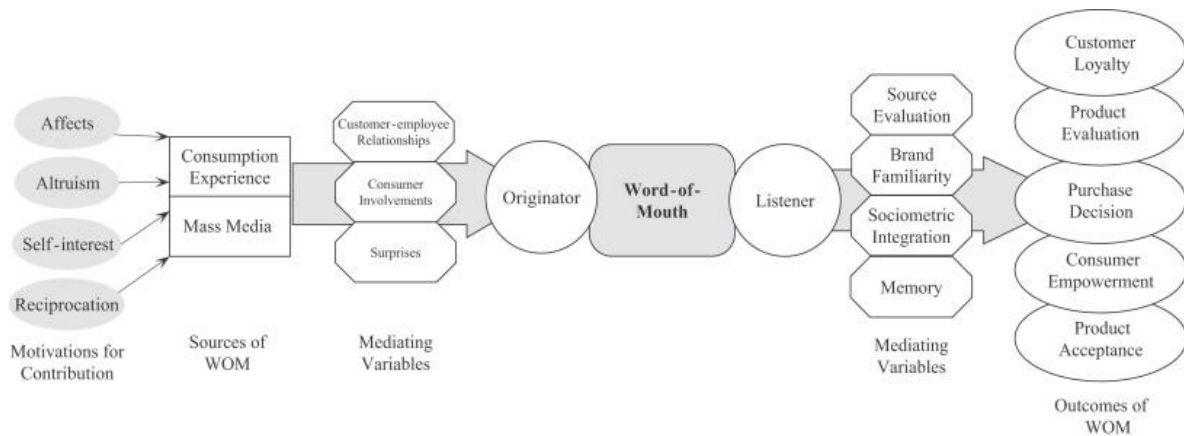 Affects
Altruism
Self-interest
Reciprocation
Motivations for
Contribution
Consumption
Experience
Mass Media
Sources of
WOM
Customer-employee
Relationships
Consumer
Involvements
Surprises
Mediating
Variables
Originator
Word-of-
Mouth
Listener
Source
Evaluation
Brand
Familiarity
Sociometric
Integration
Memory
Mediating
Variables
Customer
Loyalty
Product
Evaluation
Purchase
Decision
Consumer
Empowerment
Product
Acceptance
Outcomes of
WOM